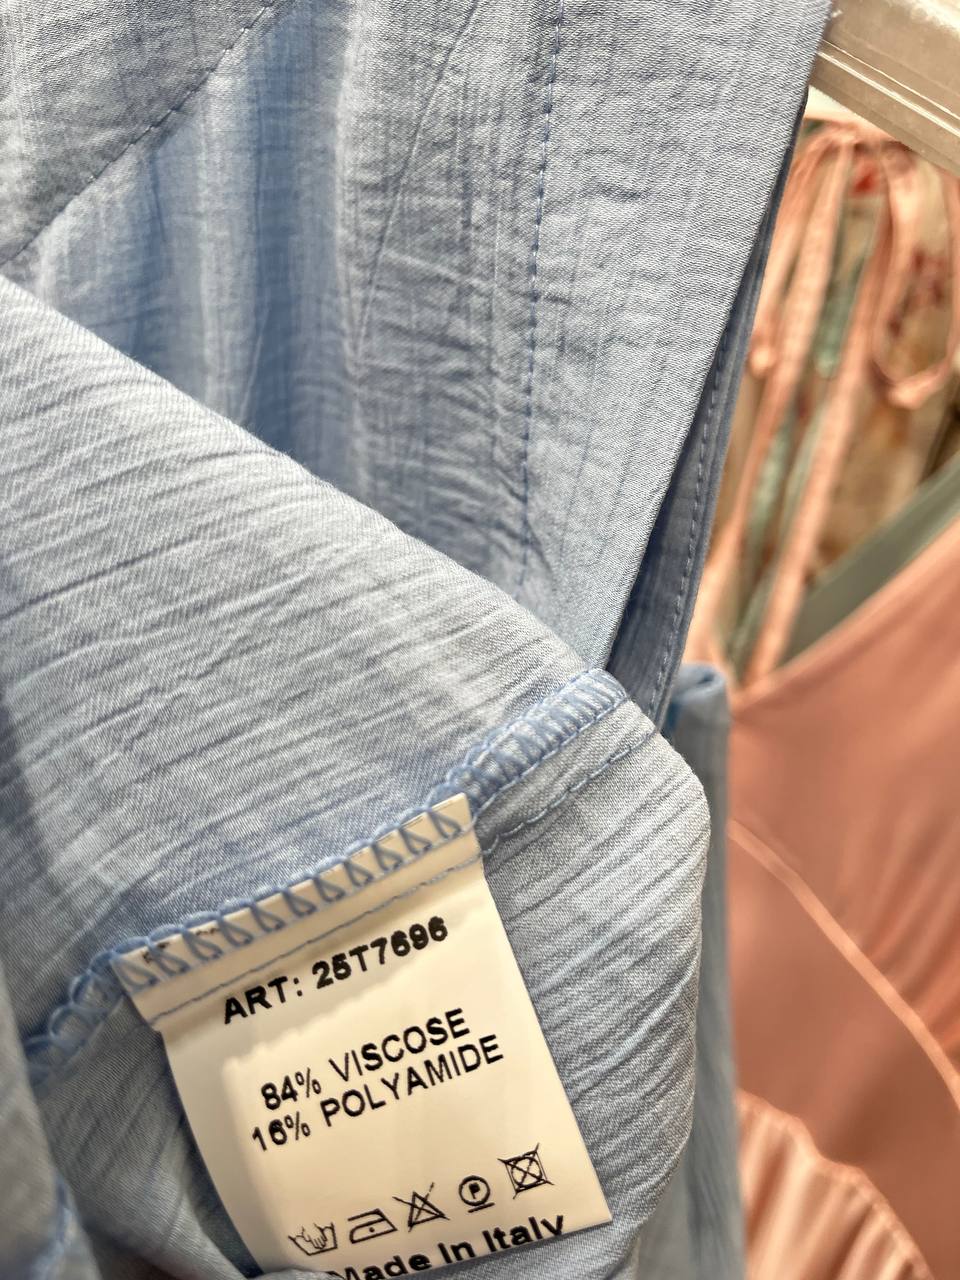 ART: 25T7696
84% VISCOSE
16% POLYAMIDE
P
Made In Italy